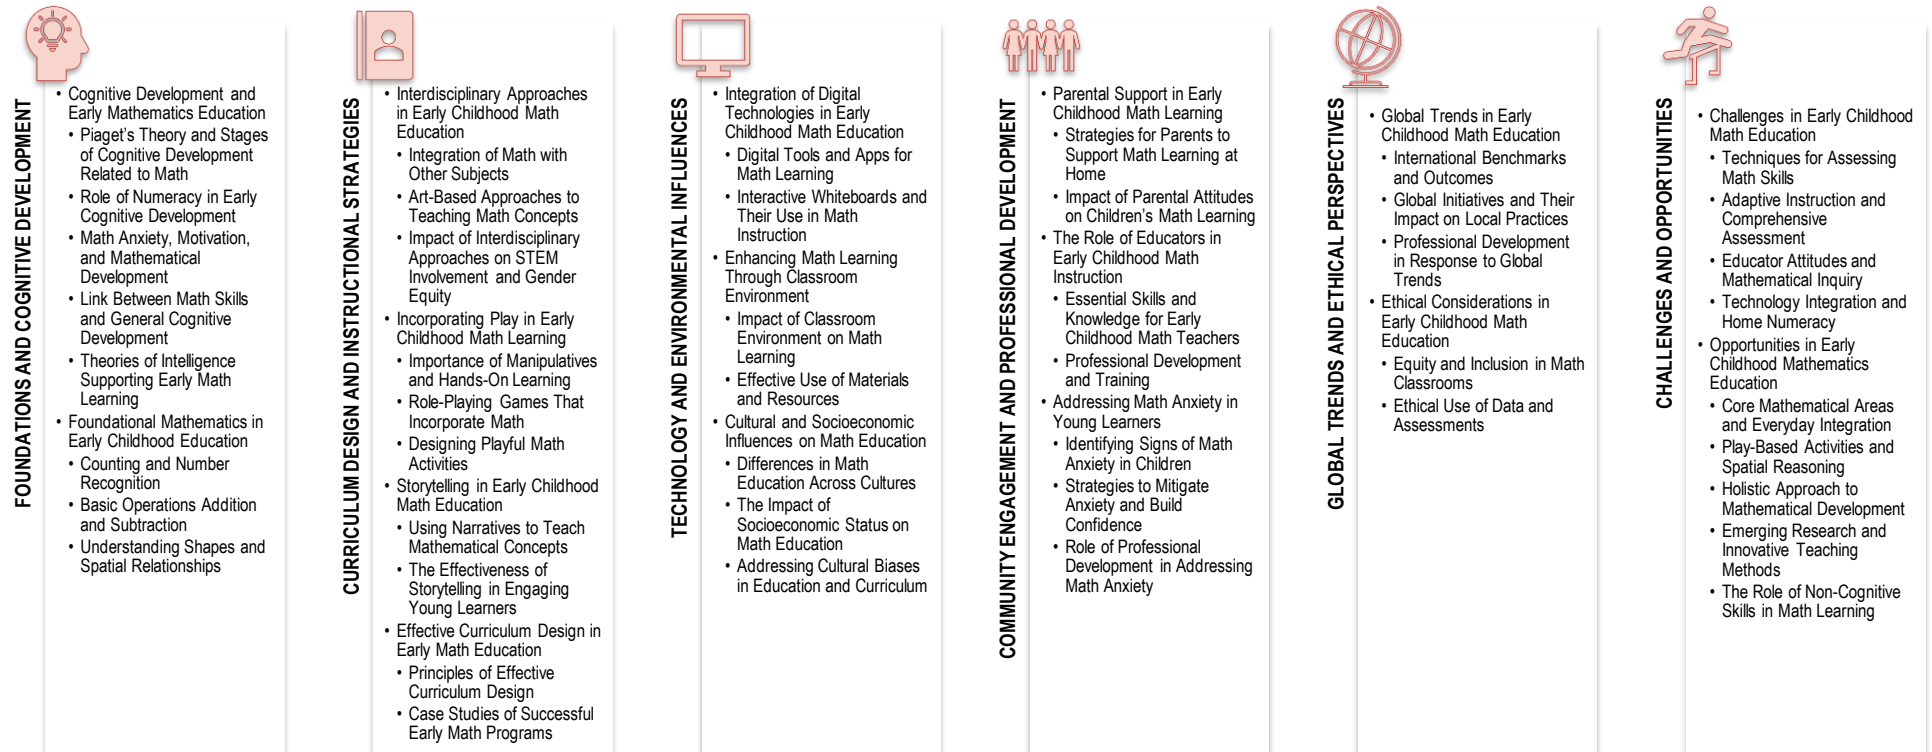 FOUNDATIONS AND COGNITIVE DEVELOPMENT
• Cognitive Development and
Early Mathematics Education
• Piaget's Theory and Stages
of Cognitive Development
Related to Math
• Role of Numeracy in Early
Cognitive Development
• Math Anxiety, Motivation,
and Mathematical
Development
• Link Between Math Skills
and General Cognitive
Development
• Theories of Intelligence
Supporting Early Math
Learning
• Foundational Mathematics in
Early Childhood Education
• Counting and Number
Recognition
• Basic Operations Addition
and Subtraction
• Understanding Shapes and
Spatial Relationships
CURRICULUM DESIGN AND INSTRUCTIONAL STRATEGIES
• Interdisciplinary Approaches
in Early Childhood Math
Education
• Integration of Math with
Other Subjects
• Art-Based Approaches to
Teaching Math Concepts
• Impact of Interdisciplinary
Approaches on STEM
Involvement and Gender
Equity
• Incorporating Play in Early
Childhood Math Learning
• Importance of Manipulatives
and Hands-On Learning
• Role-Playing Games That
Incorporate Math
• Designing Playful Math
Activities
• Storytelling in Early Childhood
Math Education
• Using Narratives to Teach
Mathematical Concepts
• The Effectiveness of
Storytelling in Engaging
Young Learners
• Effective Curriculum Design in
Early Math Education
• Principles of Effective
Curriculum Design
• Case Studies of Successful
Early Math Programs
TECHNOLOGY AND ENVIRONMENTAL INFLUENCES
• Integration of Digital
Technologies in Early
Childhood Math Education
• Digital Tools and Apps for
Math Learning
• Interactive Whiteboards and
Their Use in Math
Instruction
• Enhancing Math Learning
Through Classroom
Environment
• Impact of Classroom
Environment on Math
Learning
• Effective Use of Materials
and Resources
• Cultural and Socioeconomic
Influences on Math Education
• Differences in Math
Education Across Cultures
• The Impact of
Socioeconomic Status on
Math Education
• Addressing Cultural Biases
in Education and Curriculum
COMMUNITY ENGAGEMENT AND PROFESSIONAL DEVELOPMENT
• Parental Support in Early
Childhood Math Learning
• Strategies for Parents to
Support Math Learning at
Home
• Impact of Parental Attitudes
on Children's Math Learning
• The Role of Educators in
Early Childhood Math
Instruction
• Essential Skills and
Knowledge for Early
Childhood Math Teachers
• Professional Development
and Training
• Addressing Math Anxiety in
Young Learners
• Identifying Signs of Math
Anxiety in Children
• Strategies to Mitigate
Anxiety and Build
Confidence
• Role of Professional
Development in Addressing
Math Anxiety
GLOBAL TRENDS AND ETHICAL PERSPECTIVES
• Global Trends in Early
Childhood Math Education
• International Benchmarks
and Outcomes
• Global Initiatives and Their
Impact on Local Practices
• Professional Development
in Response to Global
Trends
• Ethical Considerations in
Early Childhood Math
Education
• Equity and Inclusion in Math
Classrooms
• Ethical Use of Data and
Assessments
CHALLENGES AND OPPORTUNITIES
• Challenges in Early Childhood
Math Education
• Techniques for Assessing
Math Skills
• Adaptive Instruction and
Comprehensive
Assessment
• Educator Attitudes and
Mathematical Inquiry
• Technology Integration and
Home Numeracy
• Opportunities in Early
Childhood Mathematics
Education
• Core Mathematical Areas
and Everyday Integration
• Play-Based Activities and
Spatial Reasoning
• Holistic Approach to
Mathematical Development
• Emerging Research and
Innovative Teaching
Methods
• The Role of Non-Cognitive
Skills in Math Learning